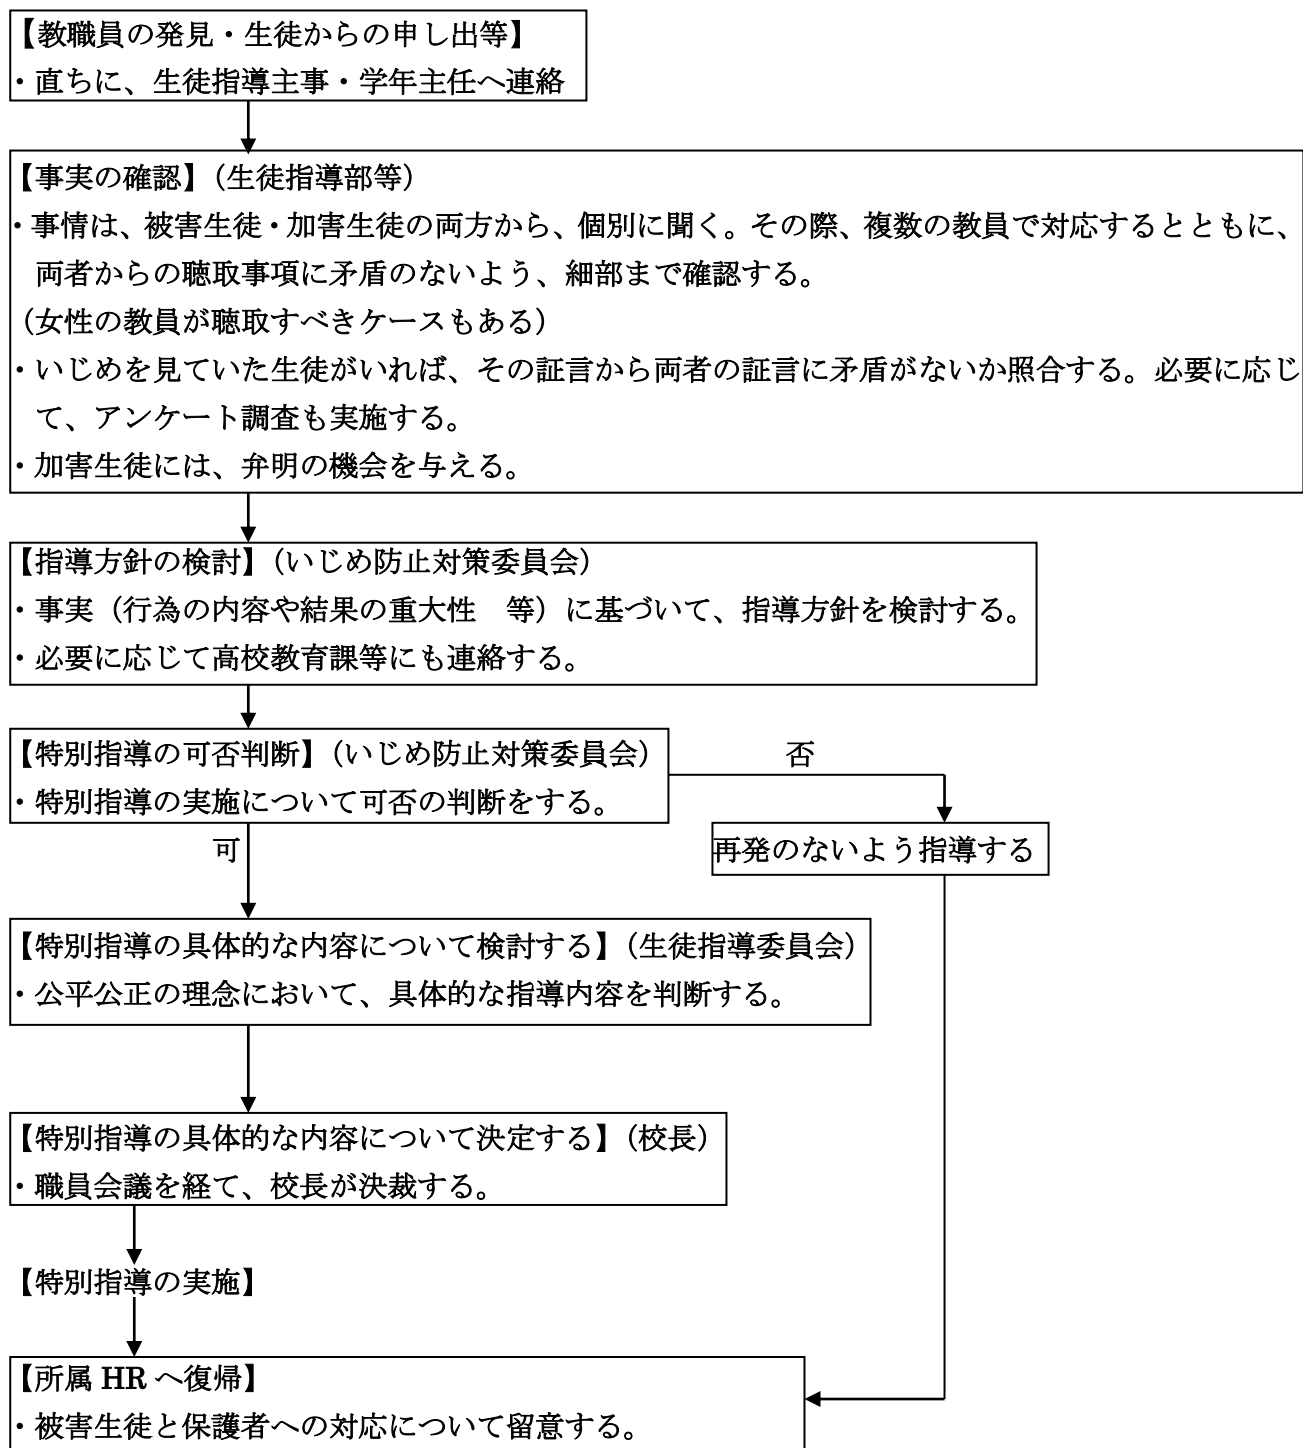 【教職員の発見・生徒からの申し出等】
・直ちに、生徒指導主事・学年主任へ連絡
【事実の確認】（生徒指導部等）
・事情は、被害生徒・加害生徒の両方から、個別に聞く。その際、複数の教員で対応するとともに、
両者からの聴取事項に矛盾のないよう、細部まで確認する。
（女性の教員が聴取すべきケースもある）
・いじめを見ていた生徒がいれば、その証言から両者の証言に矛盾がないか照合する。必要に応じ
て、アンケート調査も実施する。
・加害生徒には、弁明の機会を与える。
【指導方針の検討】（いじめ防止対策委員会）
・事実（行為の内容や結果の重大性　等）に基づいて、指導方針を検討する。
・必要に応じて高校教育課等にも連絡する。
【特別指導の可否判断】（いじめ防止対策委員会）
否
・特別指導の実施について可否の判断をする。
可
再発のないよう指導する
【特別指導の具体的な内容について検討する】（生徒指導委員会）
・公平公正の理念において、具体的な指導内容を判断する。
【特別指導の具体的な内容について決定する】（校長）
・職員会議を経て、校長が決裁する。
【特別指導の実施】
【所属 HR へ復帰】
・被害生徒と保護者への対応について留意する。